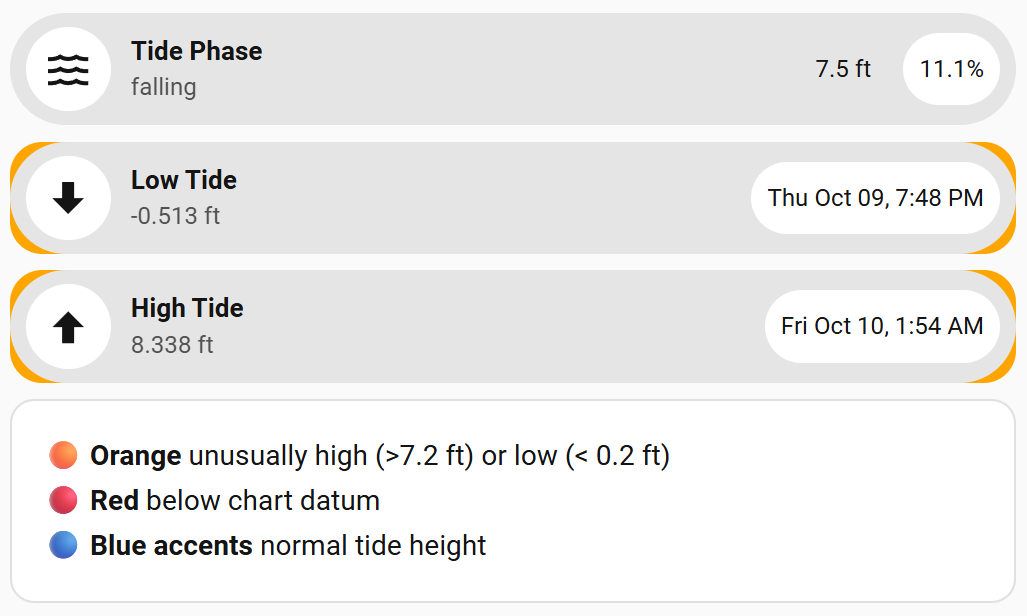 Tide Phase
falling
7.5 ft
11.1%
Low Tide
-0.513 ft
Thu Oct 09, 7:48 PM
High Tide
8.338 ft
Fri Oct 10, 1:54 AM
Orange unusually high (>7.2 ft) or low (< 0.2 ft)
Red below chart datum
Blue accents normal tide height